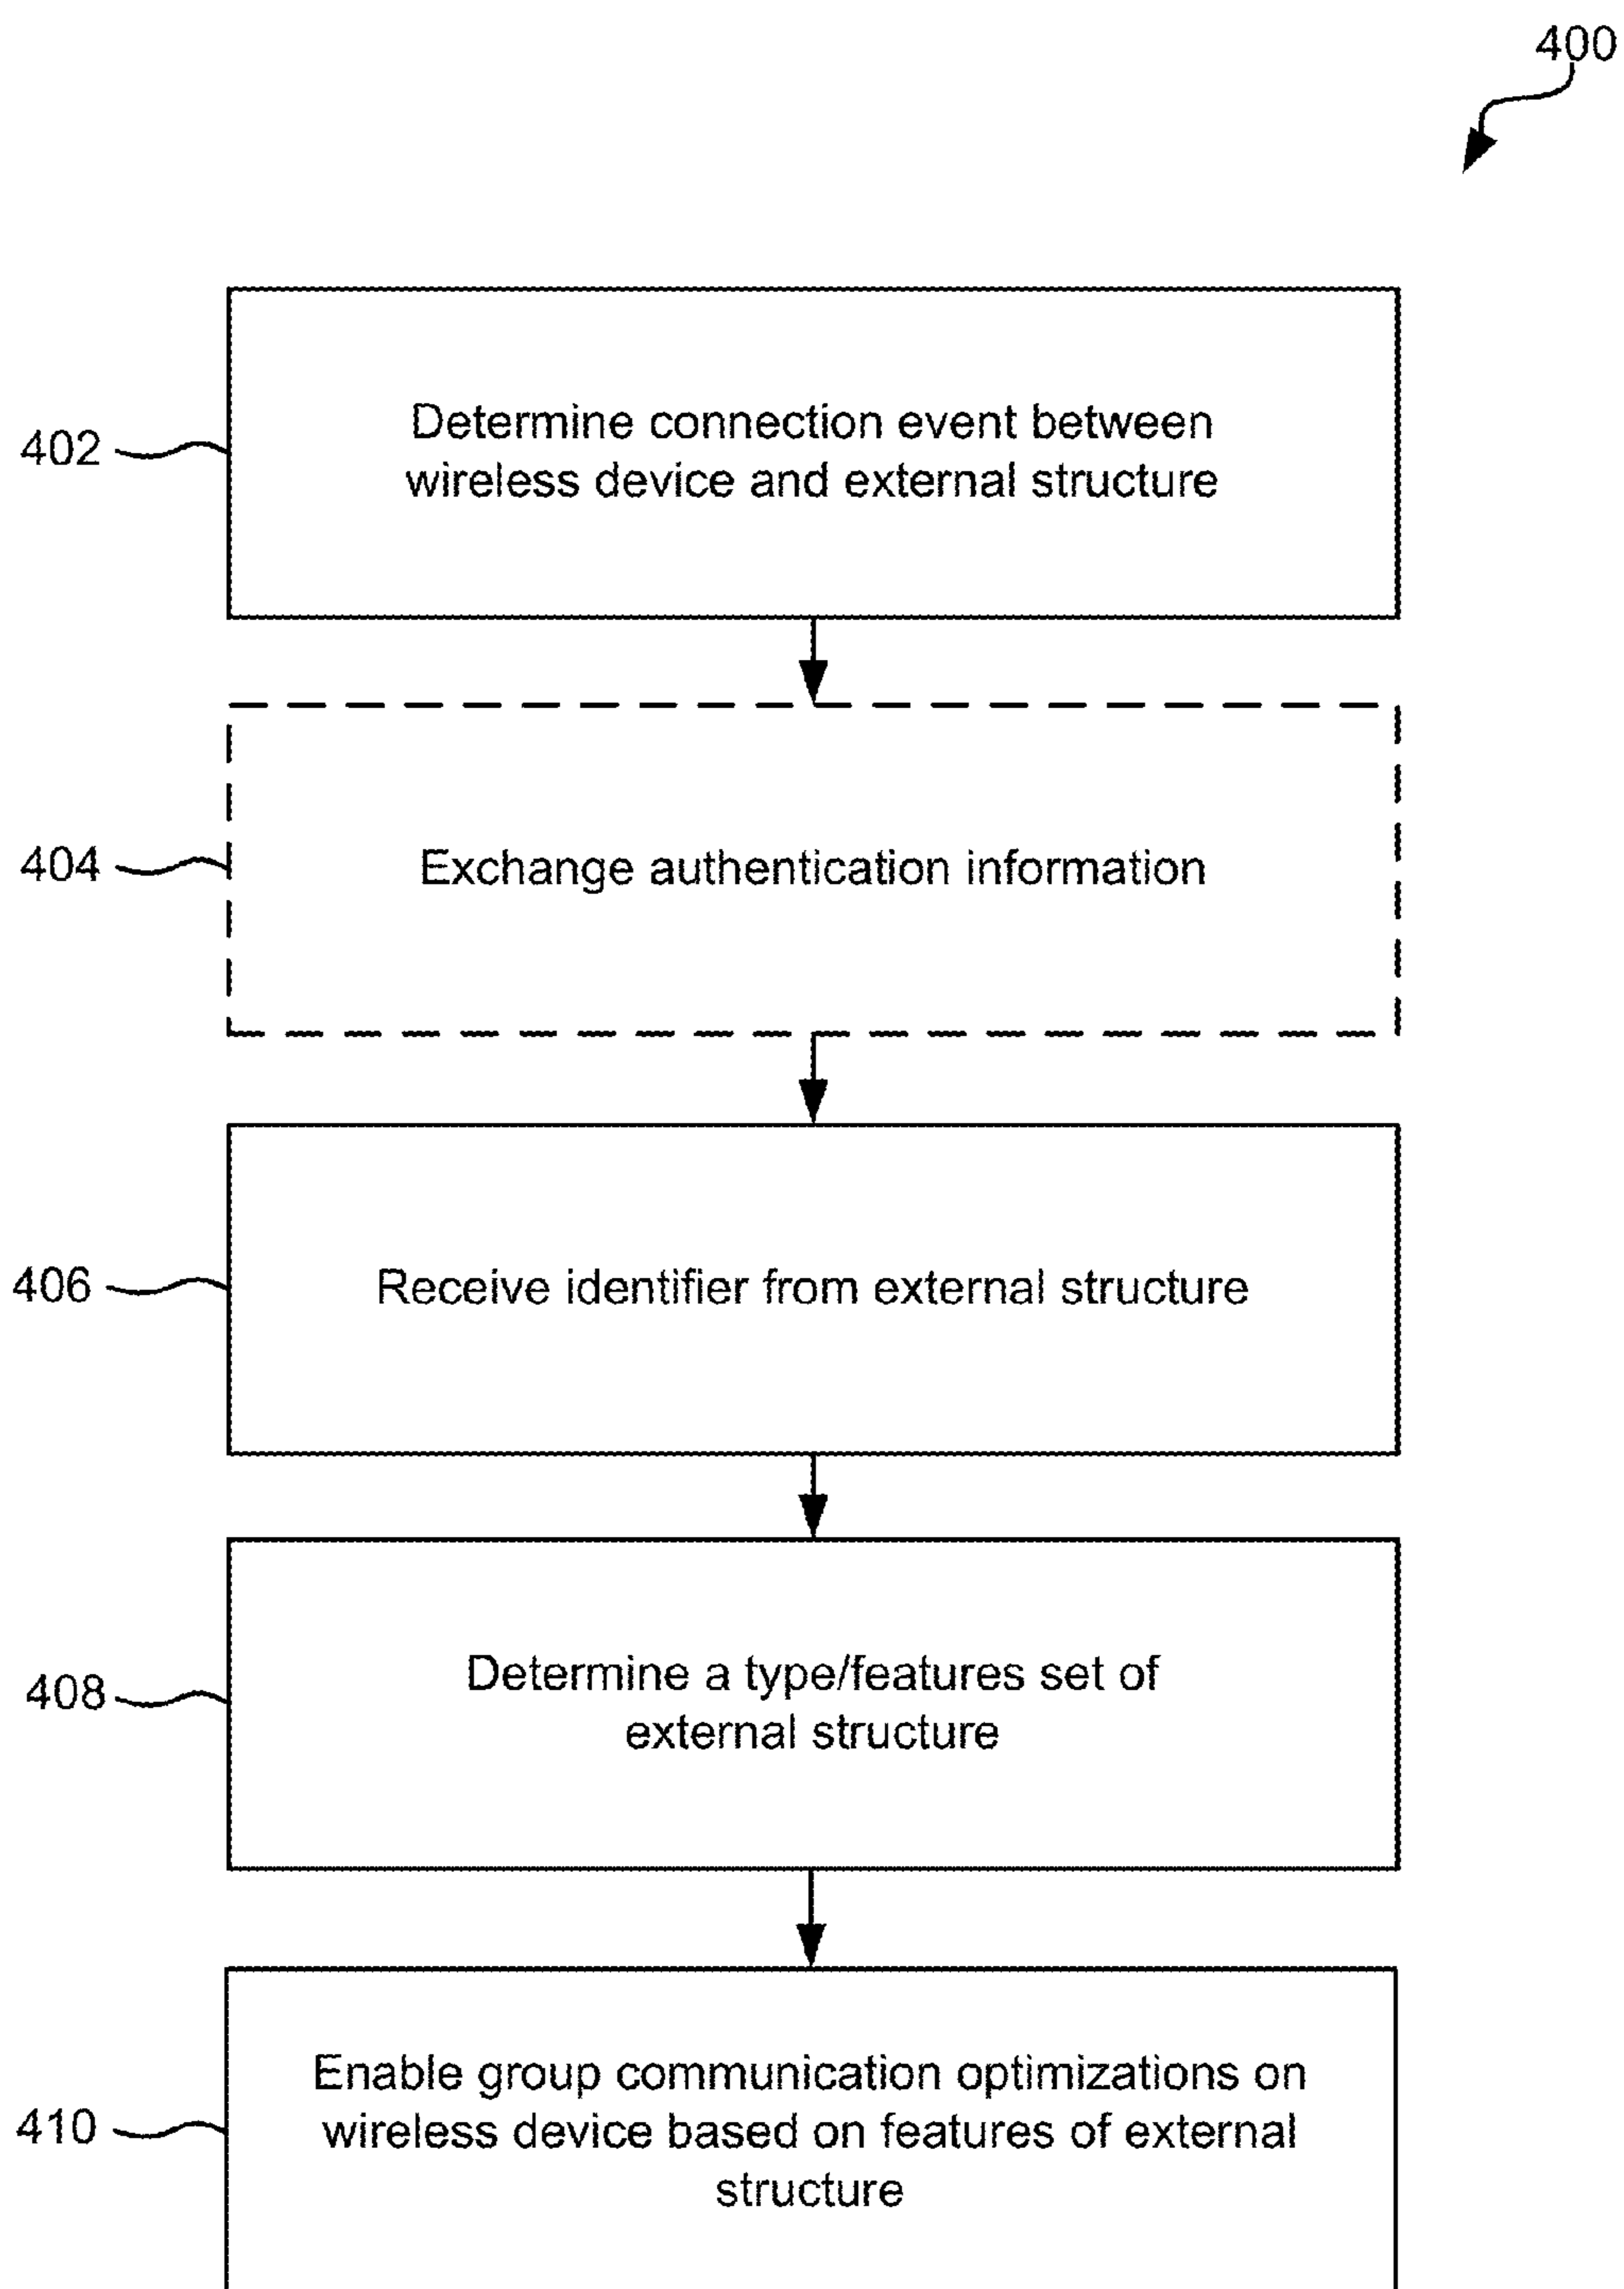 400
402
Determine connection event between
wireless device and external structure
404
Exchange authentication information
406
Receive identifier from external structure
408
Determine a type/features set of
external structure
410
Enable group communication optimizations on
wireless device based on features of external
structure